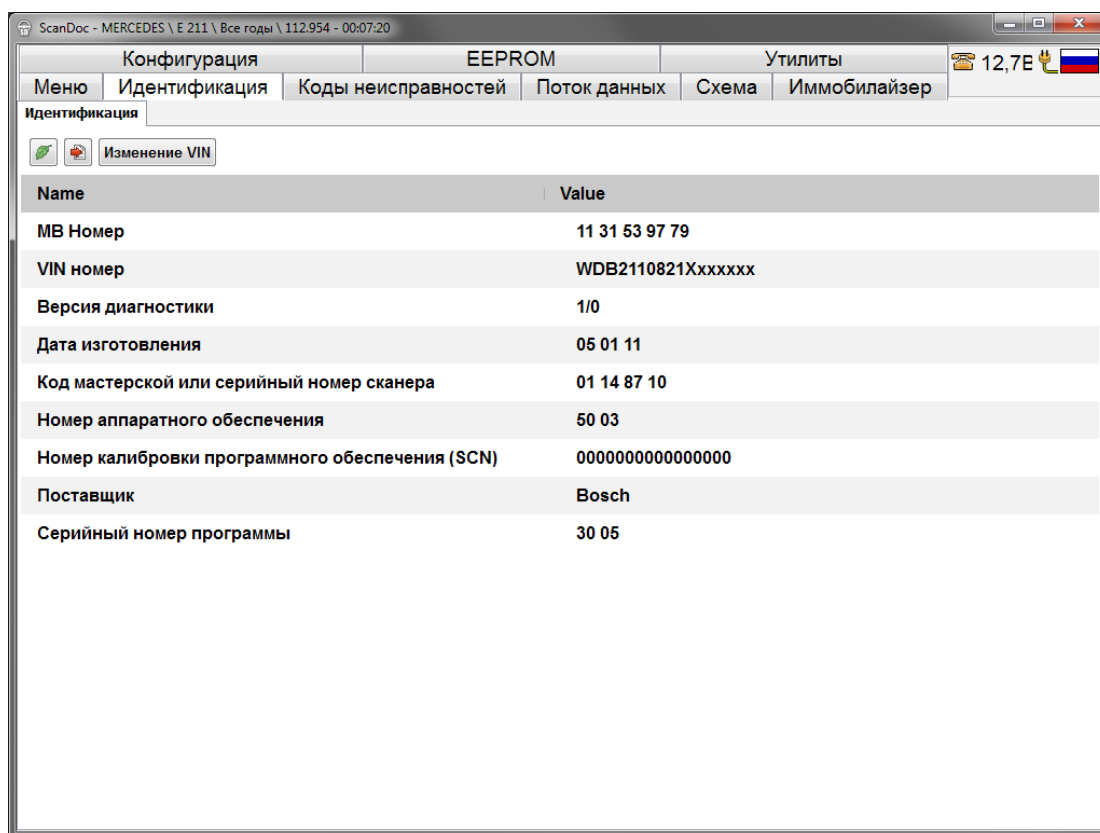 ScanDoc - MERCEDES \ E 211 \ Все годы \ 112.954 - 00:07:20
Конфигурация EEPROM Утилиты 12,7В
Меню Идентификация Коды неисправностей Поток данных Схема Иммобилайзер
Идентификация
Изменение VIN
Name Value
MB Номер 11 31 53 97 79
VIN номер WDB2110821Xxxxxxx
Версия диагностики 1/0
Дата изготовления 05 01 11
Код мастерской или серийный номер сканера 01 14 87 10
Номер аппаратного обеспечения 50 03
Номер калибровки программного обеспечения (SCN) 0000000000000000
Поставщик Bosch
Серийный номер программы 30 05